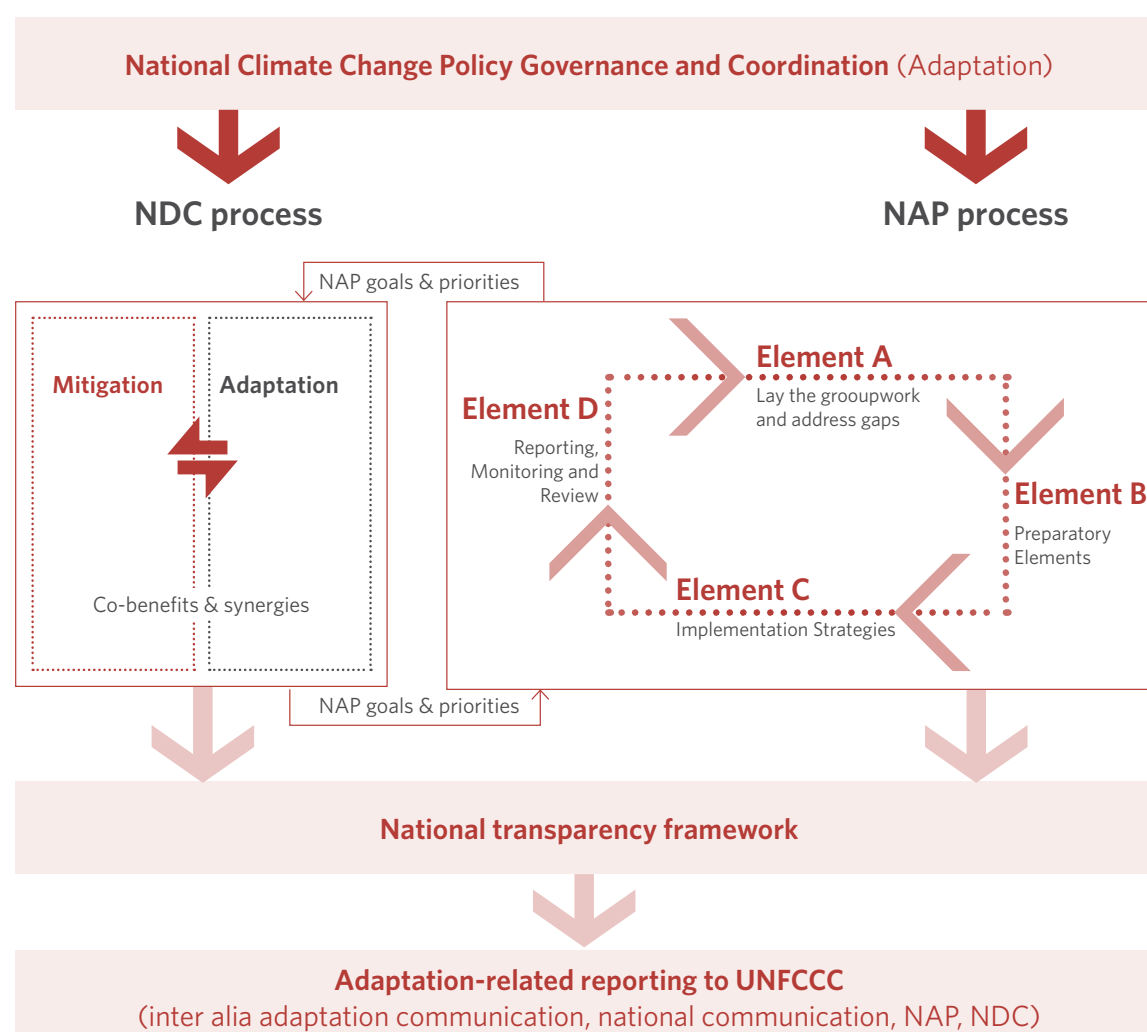 National Climate Change Policy Governance and Coordination (Adaptation)
NDC process
NAP process
NAP goals & priorities
Mitigation
Adaptation
Co-benefits & synergies
Element A
Lay the grooupwork
and address gaps
Element B
Preparatory
Elements
Element C
Implementation Strategies
Element D
Reporting,
Monitoring and
Review
NAP goals & priorities
National transparency framework
Adaptation-related reporting to UNFCCC
(inter alia adaptation communication, national communication, NAP, NDC)